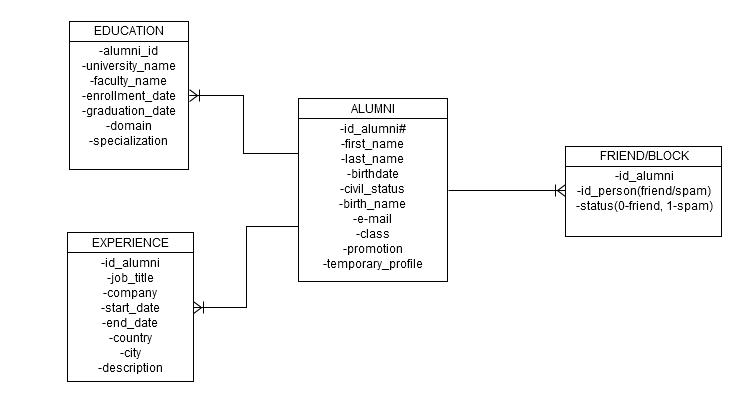 EDUCATION
-alumni_id
-university_name
-faculty_name
-enrollment_date
-graduation_date
-domain
-specialization
ALUMNI
-id_alumni#
-first_name
-last_name
-birthdate
-civil_status
-birth_name
-e-mail
-class
-promotion
-temporary_profile
FRIEND/BLOCK
-id_alumni
-id_person(friend/spam)
-status(0-friend, 1-spam)
EXPERIENCE
-id_alumni
-job_title
-company
-start_date
-end_date
-country
-city
-description